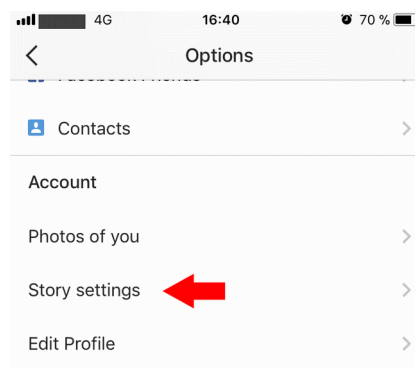 4G 16:40 70 %
Options
Contacts
Account
Photos of you
Story settings
Edit Profile